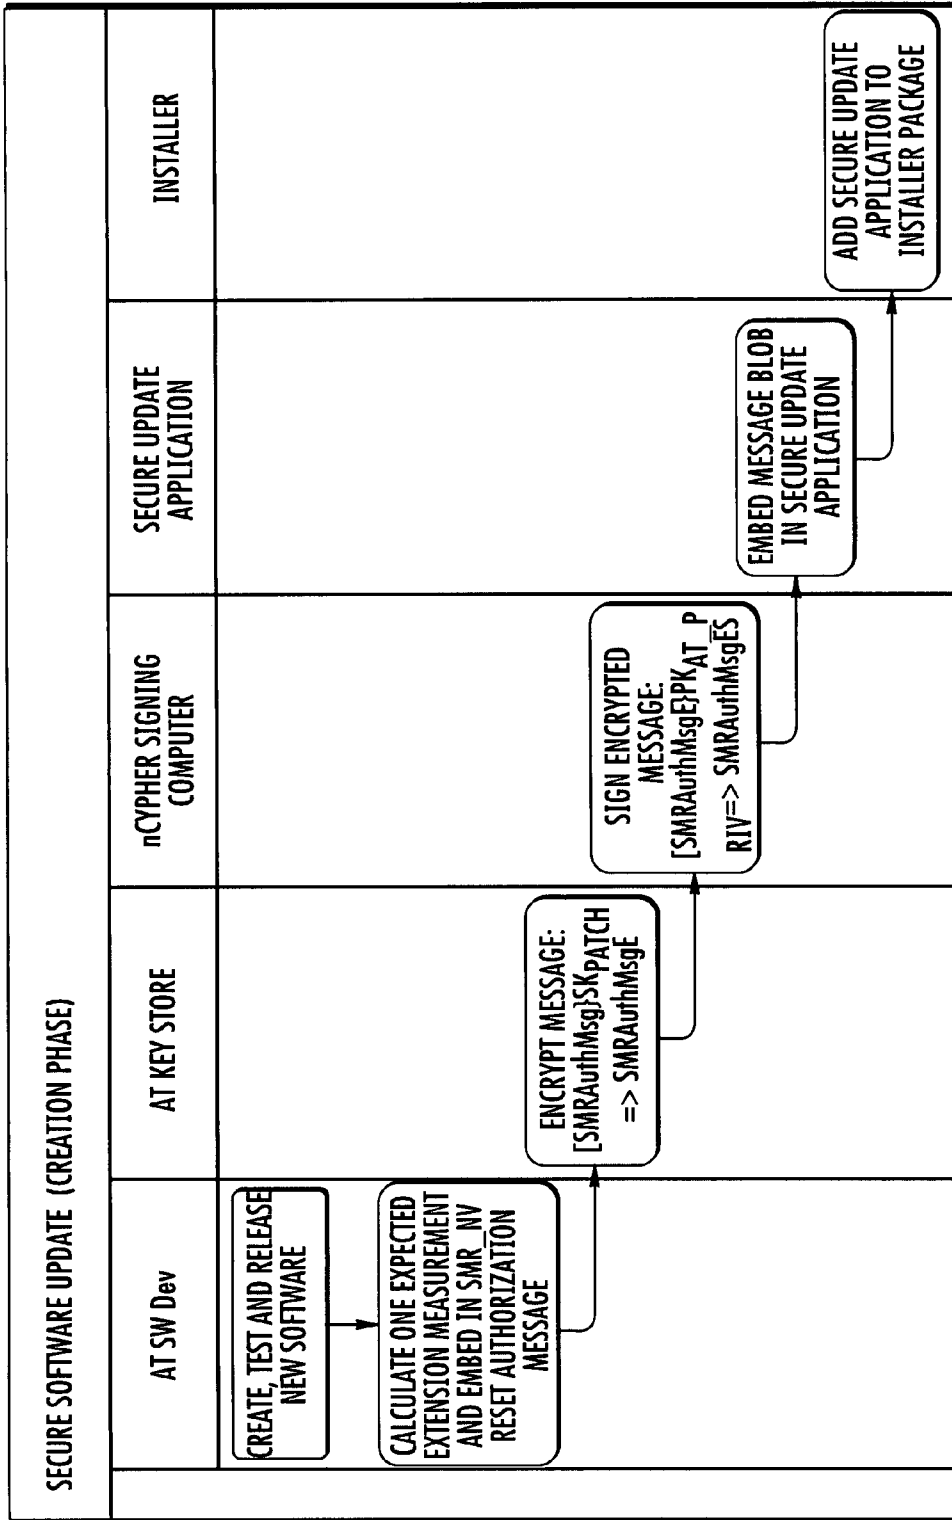 SECURE SOFTWARE UPDATE (CREATION PHASE)
AT SW Dev
AT KEY STORE
nCYPHER SIGNING
COMPUTER
SECURE UPDATE
APPLICATION
INSTALLER
CREATE, TEST AND RELEASE
NEW SOFTWARE
CALCULATE ONE EXPECTED
EXTENSION MEASUREMENT
AND EMBED IN SMR_NV
RESET AUTHORIZATION
MESSAGE
ENCRYPT MESSAGE:
[SMRAuthMsg}SKPATCH
=> SMRAuthMsgE
SIGN ENCRYPTED
MESSAGE:
[SMRAuthMsgE}PKAT_P
RIV=> SMRAuthMsgES
EMBED MESSAGE BLOB
IN SECURE UPDATE
APPLICATION
ADD SECURE UPDATE
APPLICATION TO
INSTALLER PACKAGE